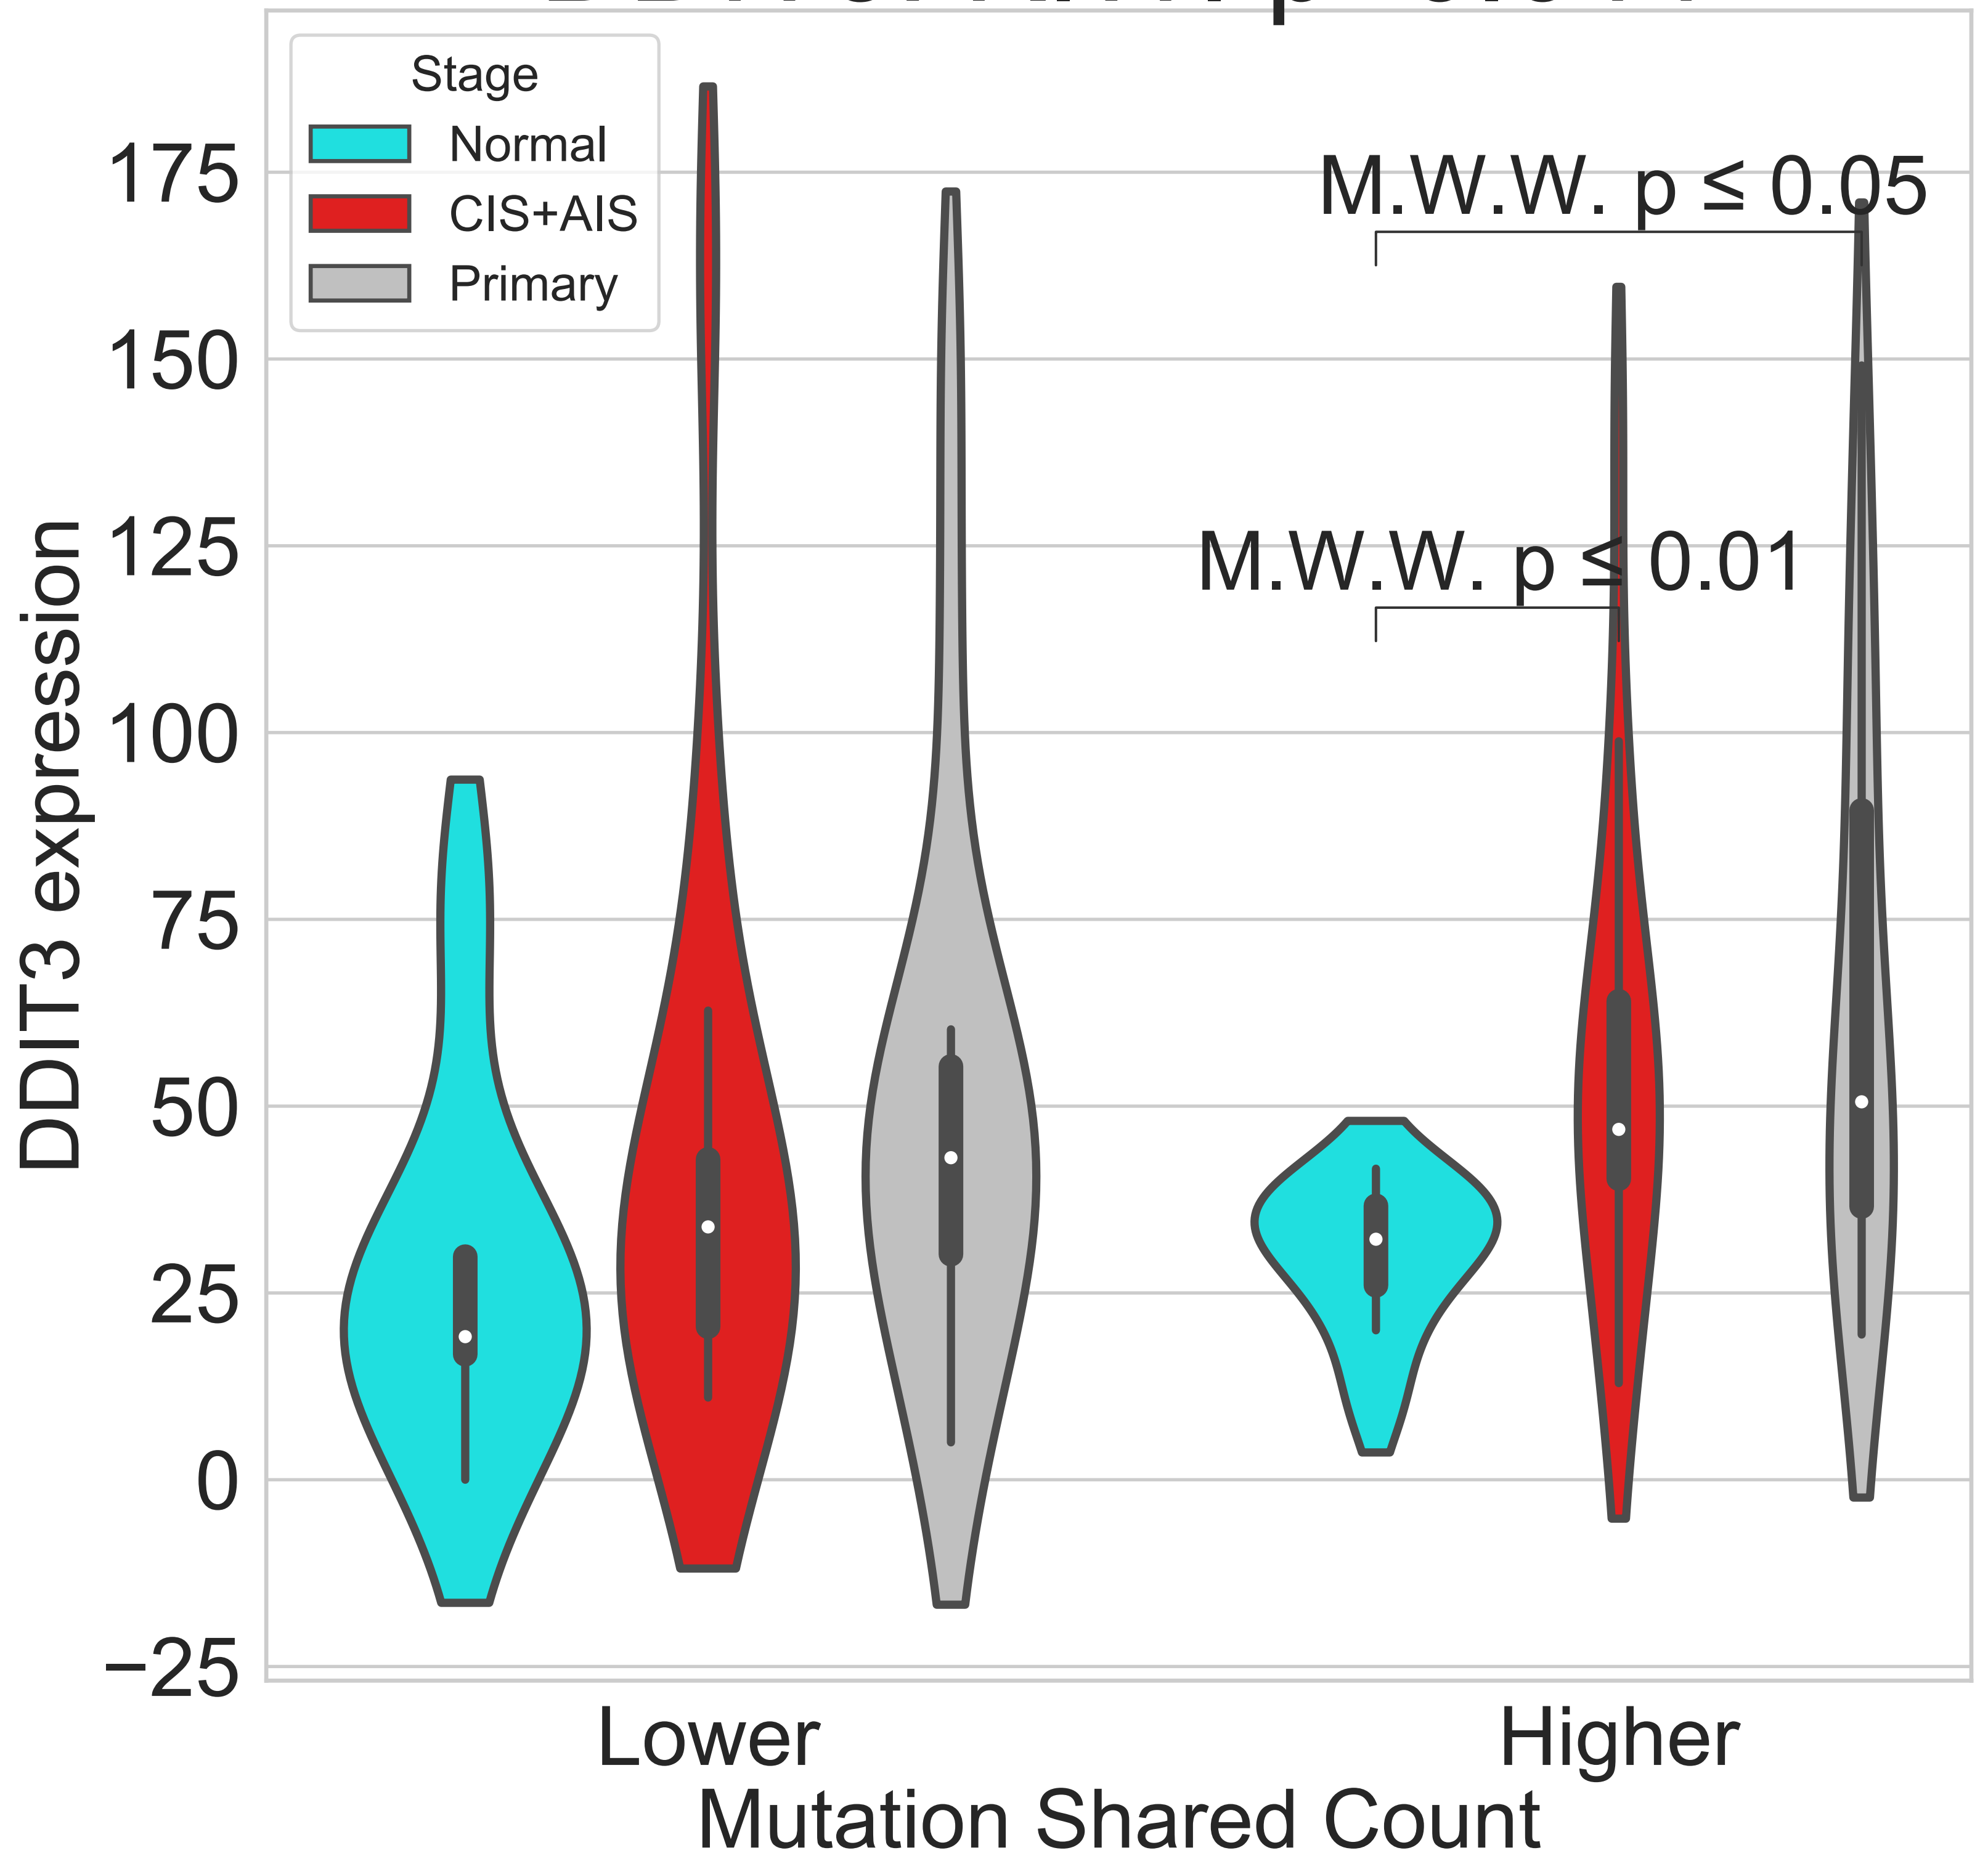 Stage
Normal
CIS+AIS
Primary
M.W.W. p ≤ 0.05
M.W.W. p ≤ 0.01
175
150
125
100
75
50
25
0
−25
DDIT3 expression
Lower
Higher
Mutation Shared Count